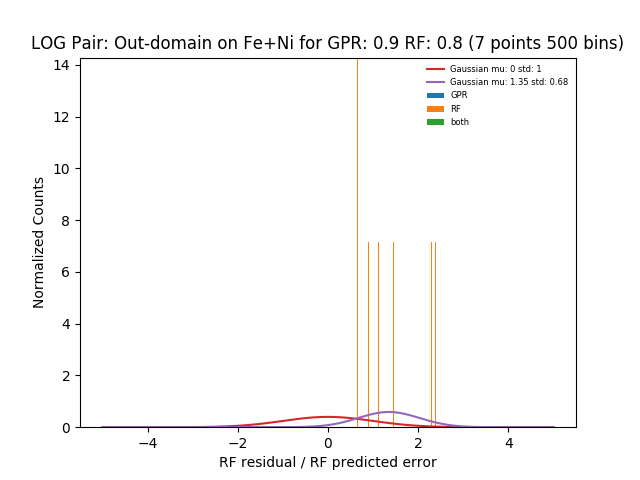 LOG Pair: Out-domain on Fe+Ni for GPR: 0.9 RF: 0.8 (7 points 500 bins)
Gaussian mu: 0 std: 1
Gaussian mu: 1.35 std: 0.68
GPR
RF
both
Normalized Counts
14
12
10
8
6
4
2
0
−4
−2
0
2
4
RF residual / RF predicted error